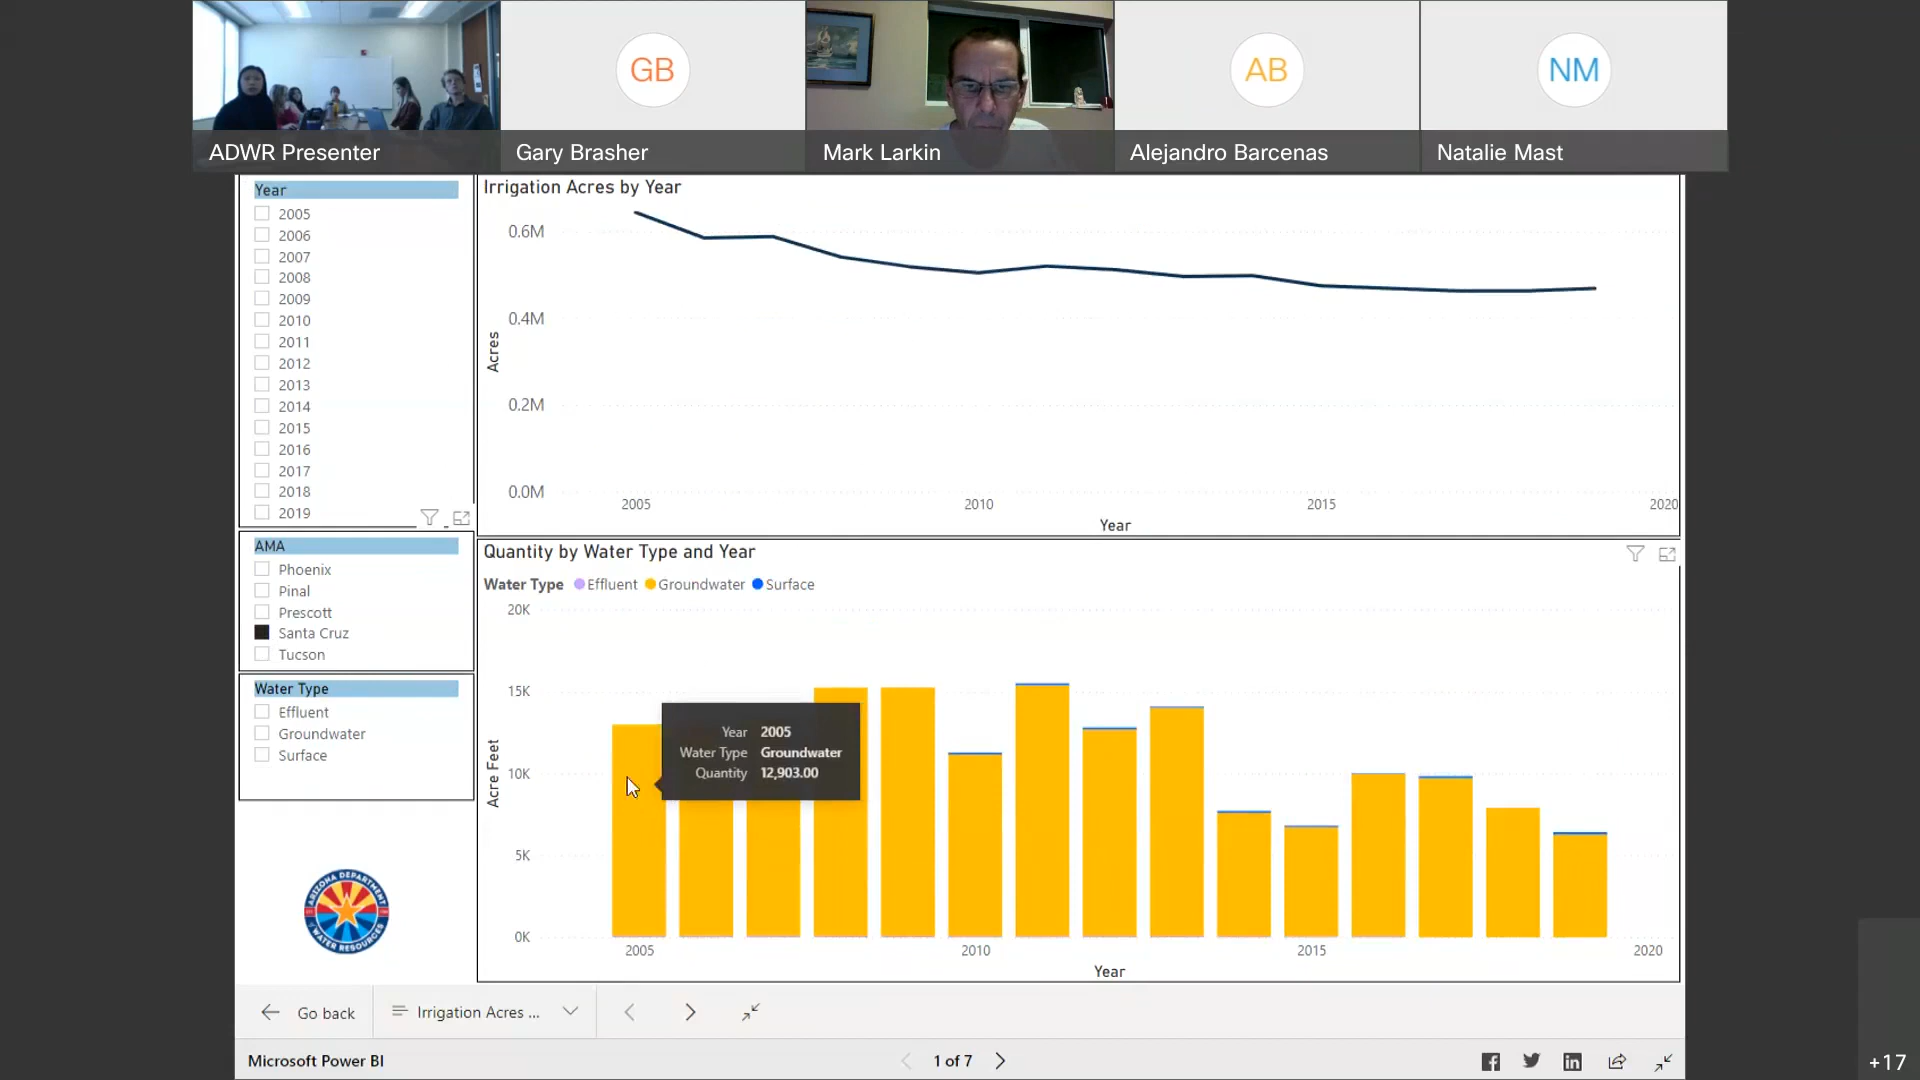 GB
AB
NM
ADWR Presenter
Gary Brasher
Mark Larkin
Alejandro Barcenas
Natalie Mast
Year
2005
2006
2007
2008
2009
2010
2011
2012
2013
2014
2015
2016
2017
2018
2019
AMA
Phoenix
Pinal
Prescott
Santa Cruz
Tucson
Water Type
Effluent
Groundwater
Surface
ARIZONA DEPARTMENT
of WATER RESOURCES
Irrigation Acres by Year
Acres
0.6M
0.4M
0.2M
0.0M
2005 2010 2015 2020
Year
Quantity by Water Type and Year
Water Type Effluent Groundwater Surface
Acre Feet
20K
15K
10K
5K
0K
Year 2005
Water Type Groundwater
Quantity 12,903.00
2005 2010 2015 2020
Year
Go back
Irrigation Acres ...
Microsoft Power BI
1 of 7
+17